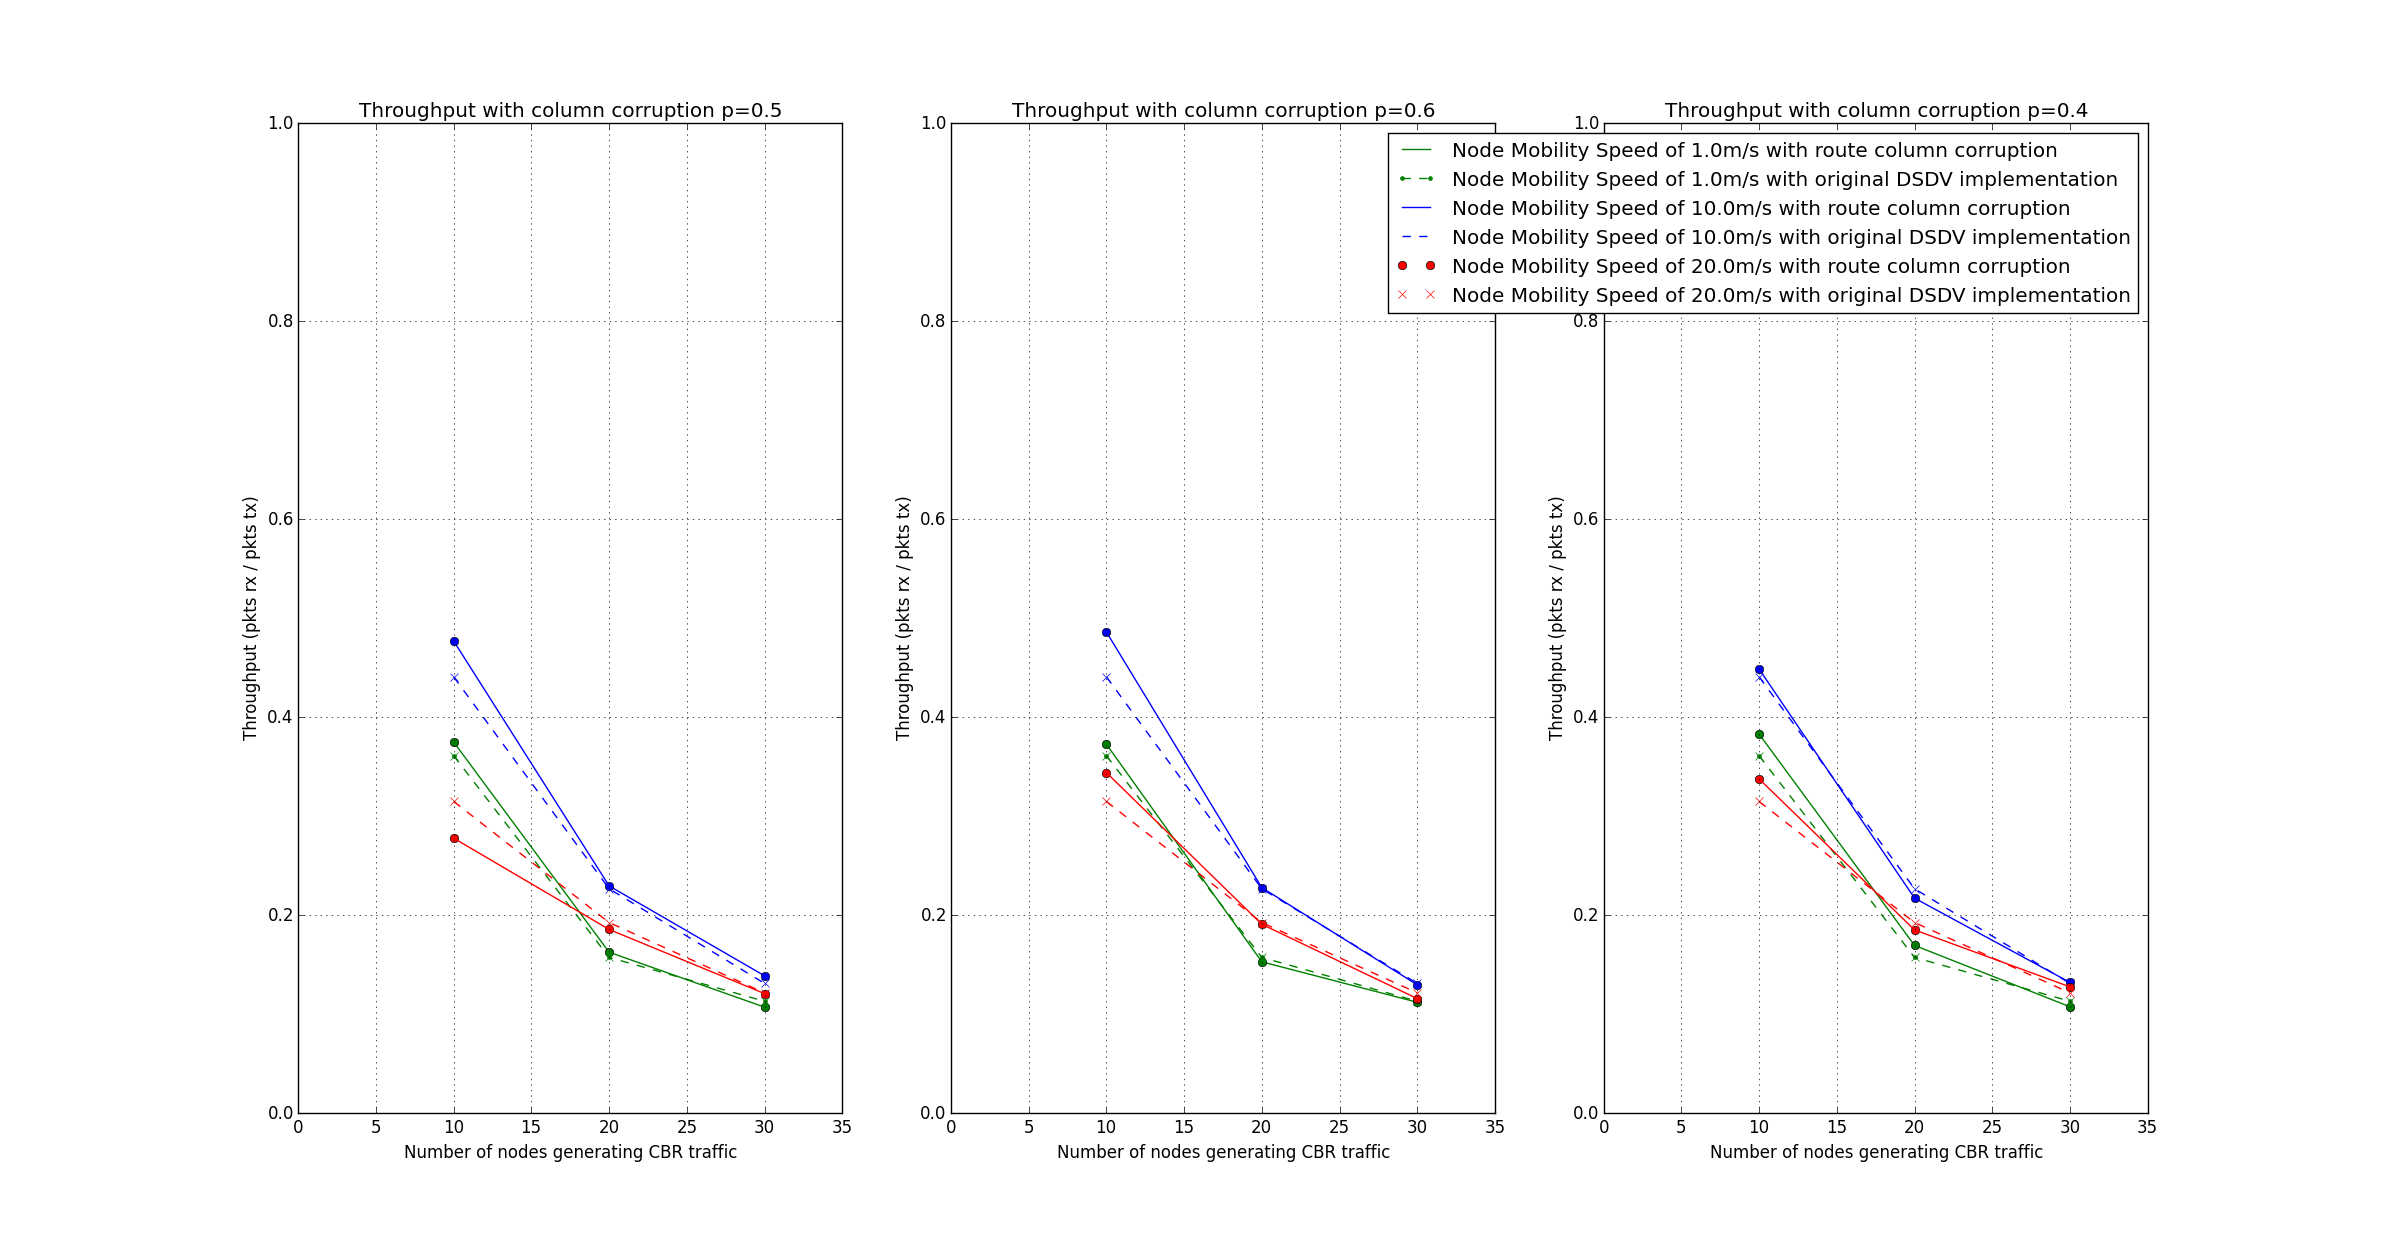 Throughput with column corruption p=0.5
1.0
0.8
0.6
0.4
0.2
0.0
0 5 10 15 20 25 30 35
Throughput (pkts rx / pkts tx)
Number of nodes generating CBR traffic
Throughput with column corruption p=0.6
1.0
0.8
0.6
0.4
0.2
0.0
0 5 10 15 20 25 30 35
Throughput (pkts rx / pkts tx)
Number of nodes generating CBR traffic
Throughput with column corruption p=0.4
1.0
0.8
0.6
0.4
0.2
0.0
0 5 10 15 20 25 30 35
Throughput (pkts rx / pkts tx)
Number of nodes generating CBR traffic
Node Mobility Speed of 1.0m/s with route column corruption
Node Mobility Speed of 1.0m/s with original DSDV implementation
Node Mobility Speed of 10.0m/s with route column corruption
Node Mobility Speed of 10.0m/s with original DSDV implementation
Node Mobility Speed of 20.0m/s with route column corruption
Node Mobility Speed of 20.0m/s with original DSDV implementation